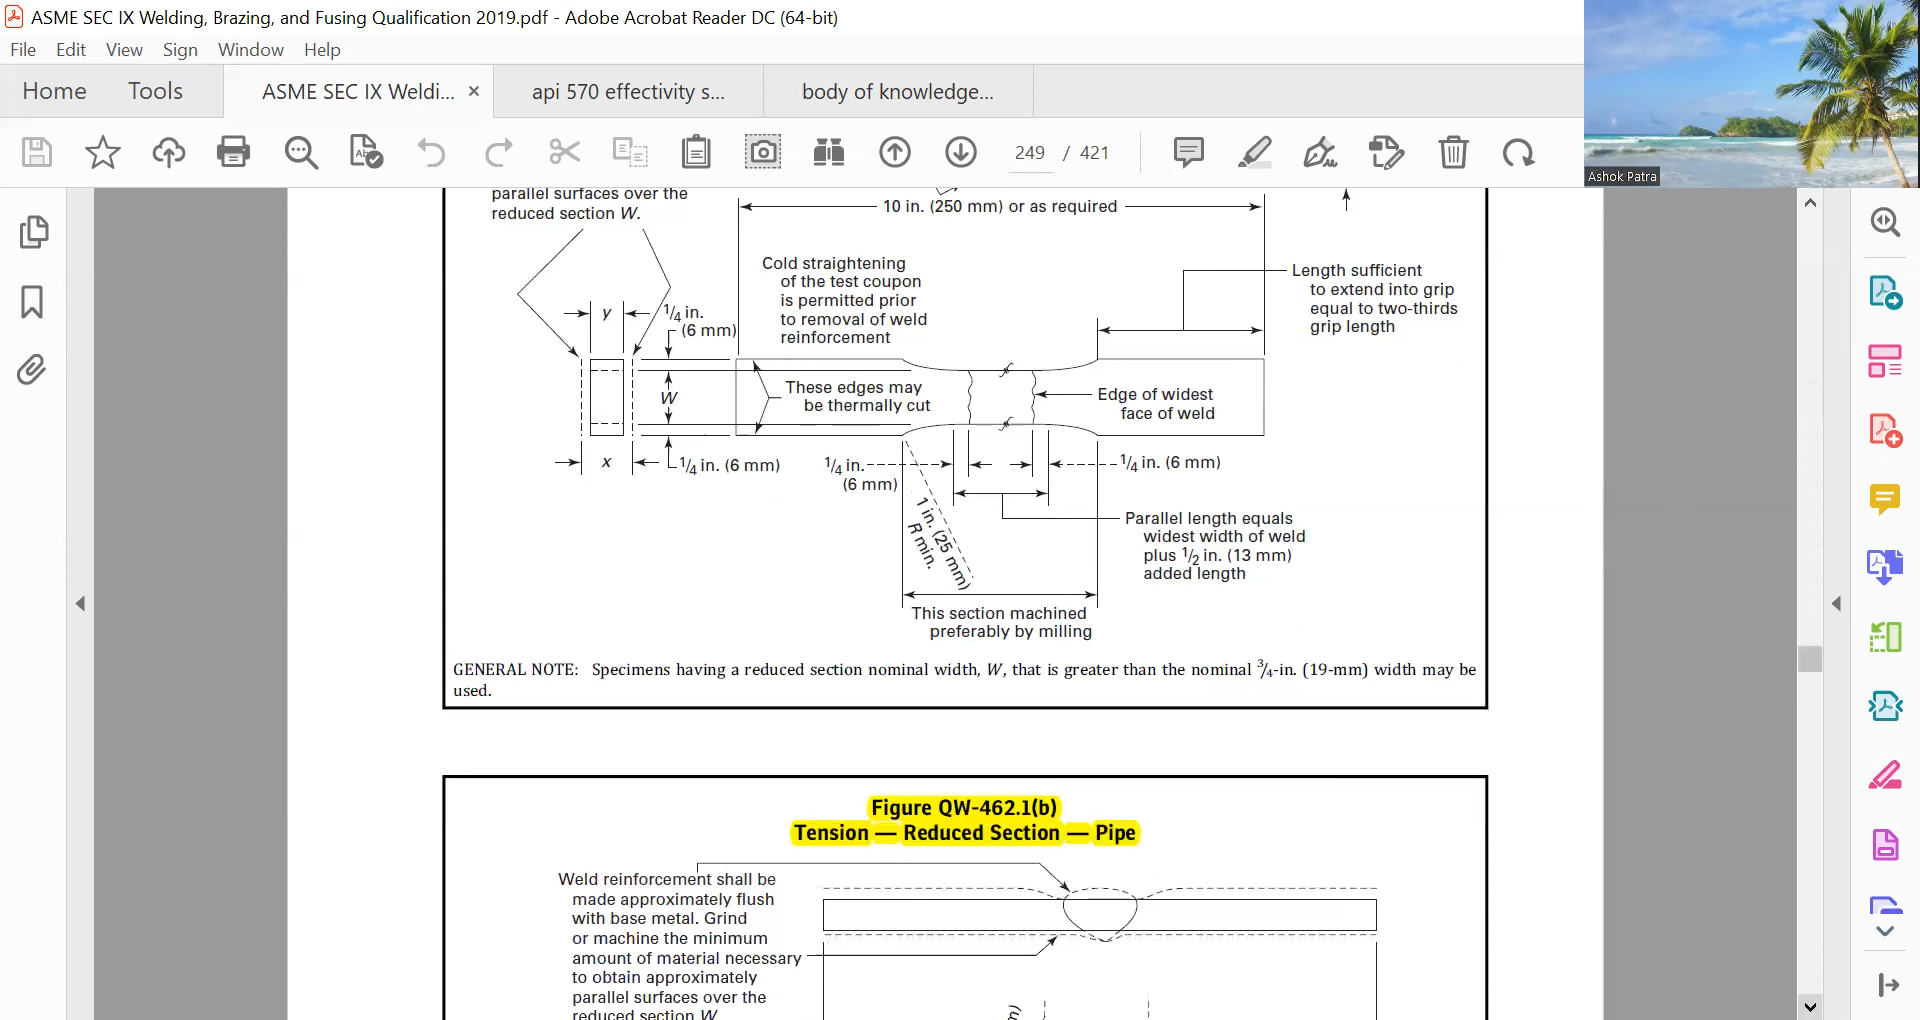 ASME SEC IX Welding, Brazing, and Fusing Qualification 2019.pdf - Adobe Acrobat Reader DC (64-bit)
File Edit View Sign Window Help
Home Tools ASME SEC IX Weldi... × api 570 effectivity s... body of knowledge...
249 / 421
Ashok Patra
parallel surfaces over the
reduced section W.
10 in. (250 mm) or as required
Cold straightening
of the test coupon
is permitted prior
to removal of weld
reinforcement
Length sufficient
to extend into grip
equal to two-thirds
grip length
y
1/4 in.
(6 mm)
These edges may
be thermally cut
W
Edge of widest
face of weld
x
1/4 in. (6 mm)
1/4 in.
(6 mm)
1/4 in. (6 mm)
1 in. (25 mm)
R min.
Parallel length equals
widest width of weld
plus 1/2 in. (13 mm)
added length
This section machined
preferably by milling
GENERAL NOTE: Specimens having a reduced section nominal width, W, that is greater than the nominal 3/4-in. (19-mm) width may be
used.
Figure QW-462.1(b)
Tension — Reduced Section — Pipe
Weld reinforcement shall be
made approximately flush
with base metal. Grind
or machine the minimum
amount of material necessary
to obtain approximately
parallel surfaces over the
reduced section W